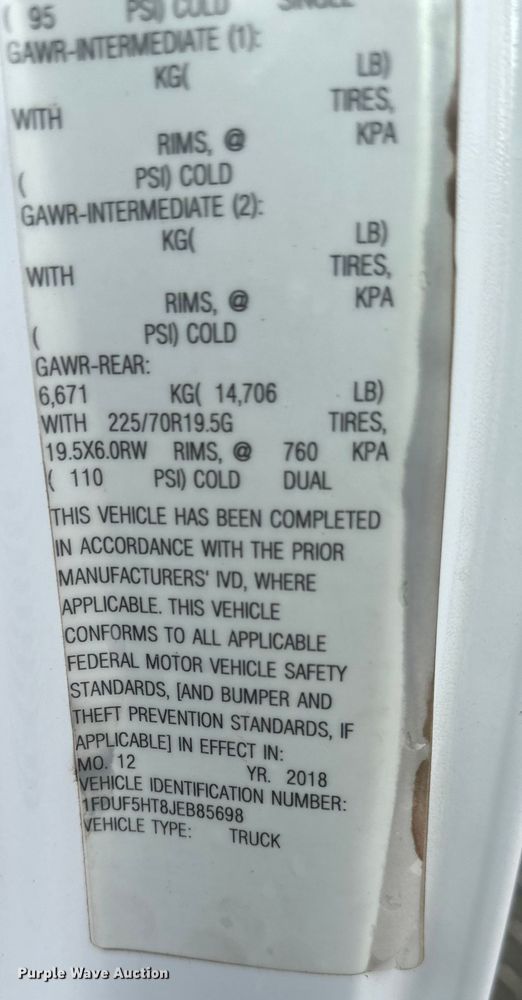 ( 95 PSI) COLD SINGLE
GAWR-INTERMEDIATE (1):
KG( LB)
WITH TIRES,
RIMS, @ KPA
( PSI) COLD
GAWR-INTERMEDIATE (2):
KG( LB)
WITH TIRES,
RIMS, @ KPA
( PSI) COLD
GAWR-REAR:
6,671 KG( 14,706 LB)
WITH 225/70R19.5G TIRES,
19.5X6.0RW RIMS, @ 760 KPA
( 110 PSI) COLD DUAL
THIS VEHICLE HAS BEEN COMPLETED
IN ACCORDANCE WITH THE PRIOR
MANUFACTURERS' IVD, WHERE
APPLICABLE. THIS VEHICLE
CONFORMS TO ALL APPLICABLE
FEDERAL MOTOR VEHICLE SAFETY
STANDARDS, [AND BUMPER AND
THEFT PREVENTION STANDARDS, IF
APPLICABLE] IN EFFECT IN:
MO. 12 YR. 2018
VEHICLE IDENTIFICATION NUMBER:
1FDUF5HT8JEB85698
VEHICLE TYPE: TRUCK
Purple Wave Auction